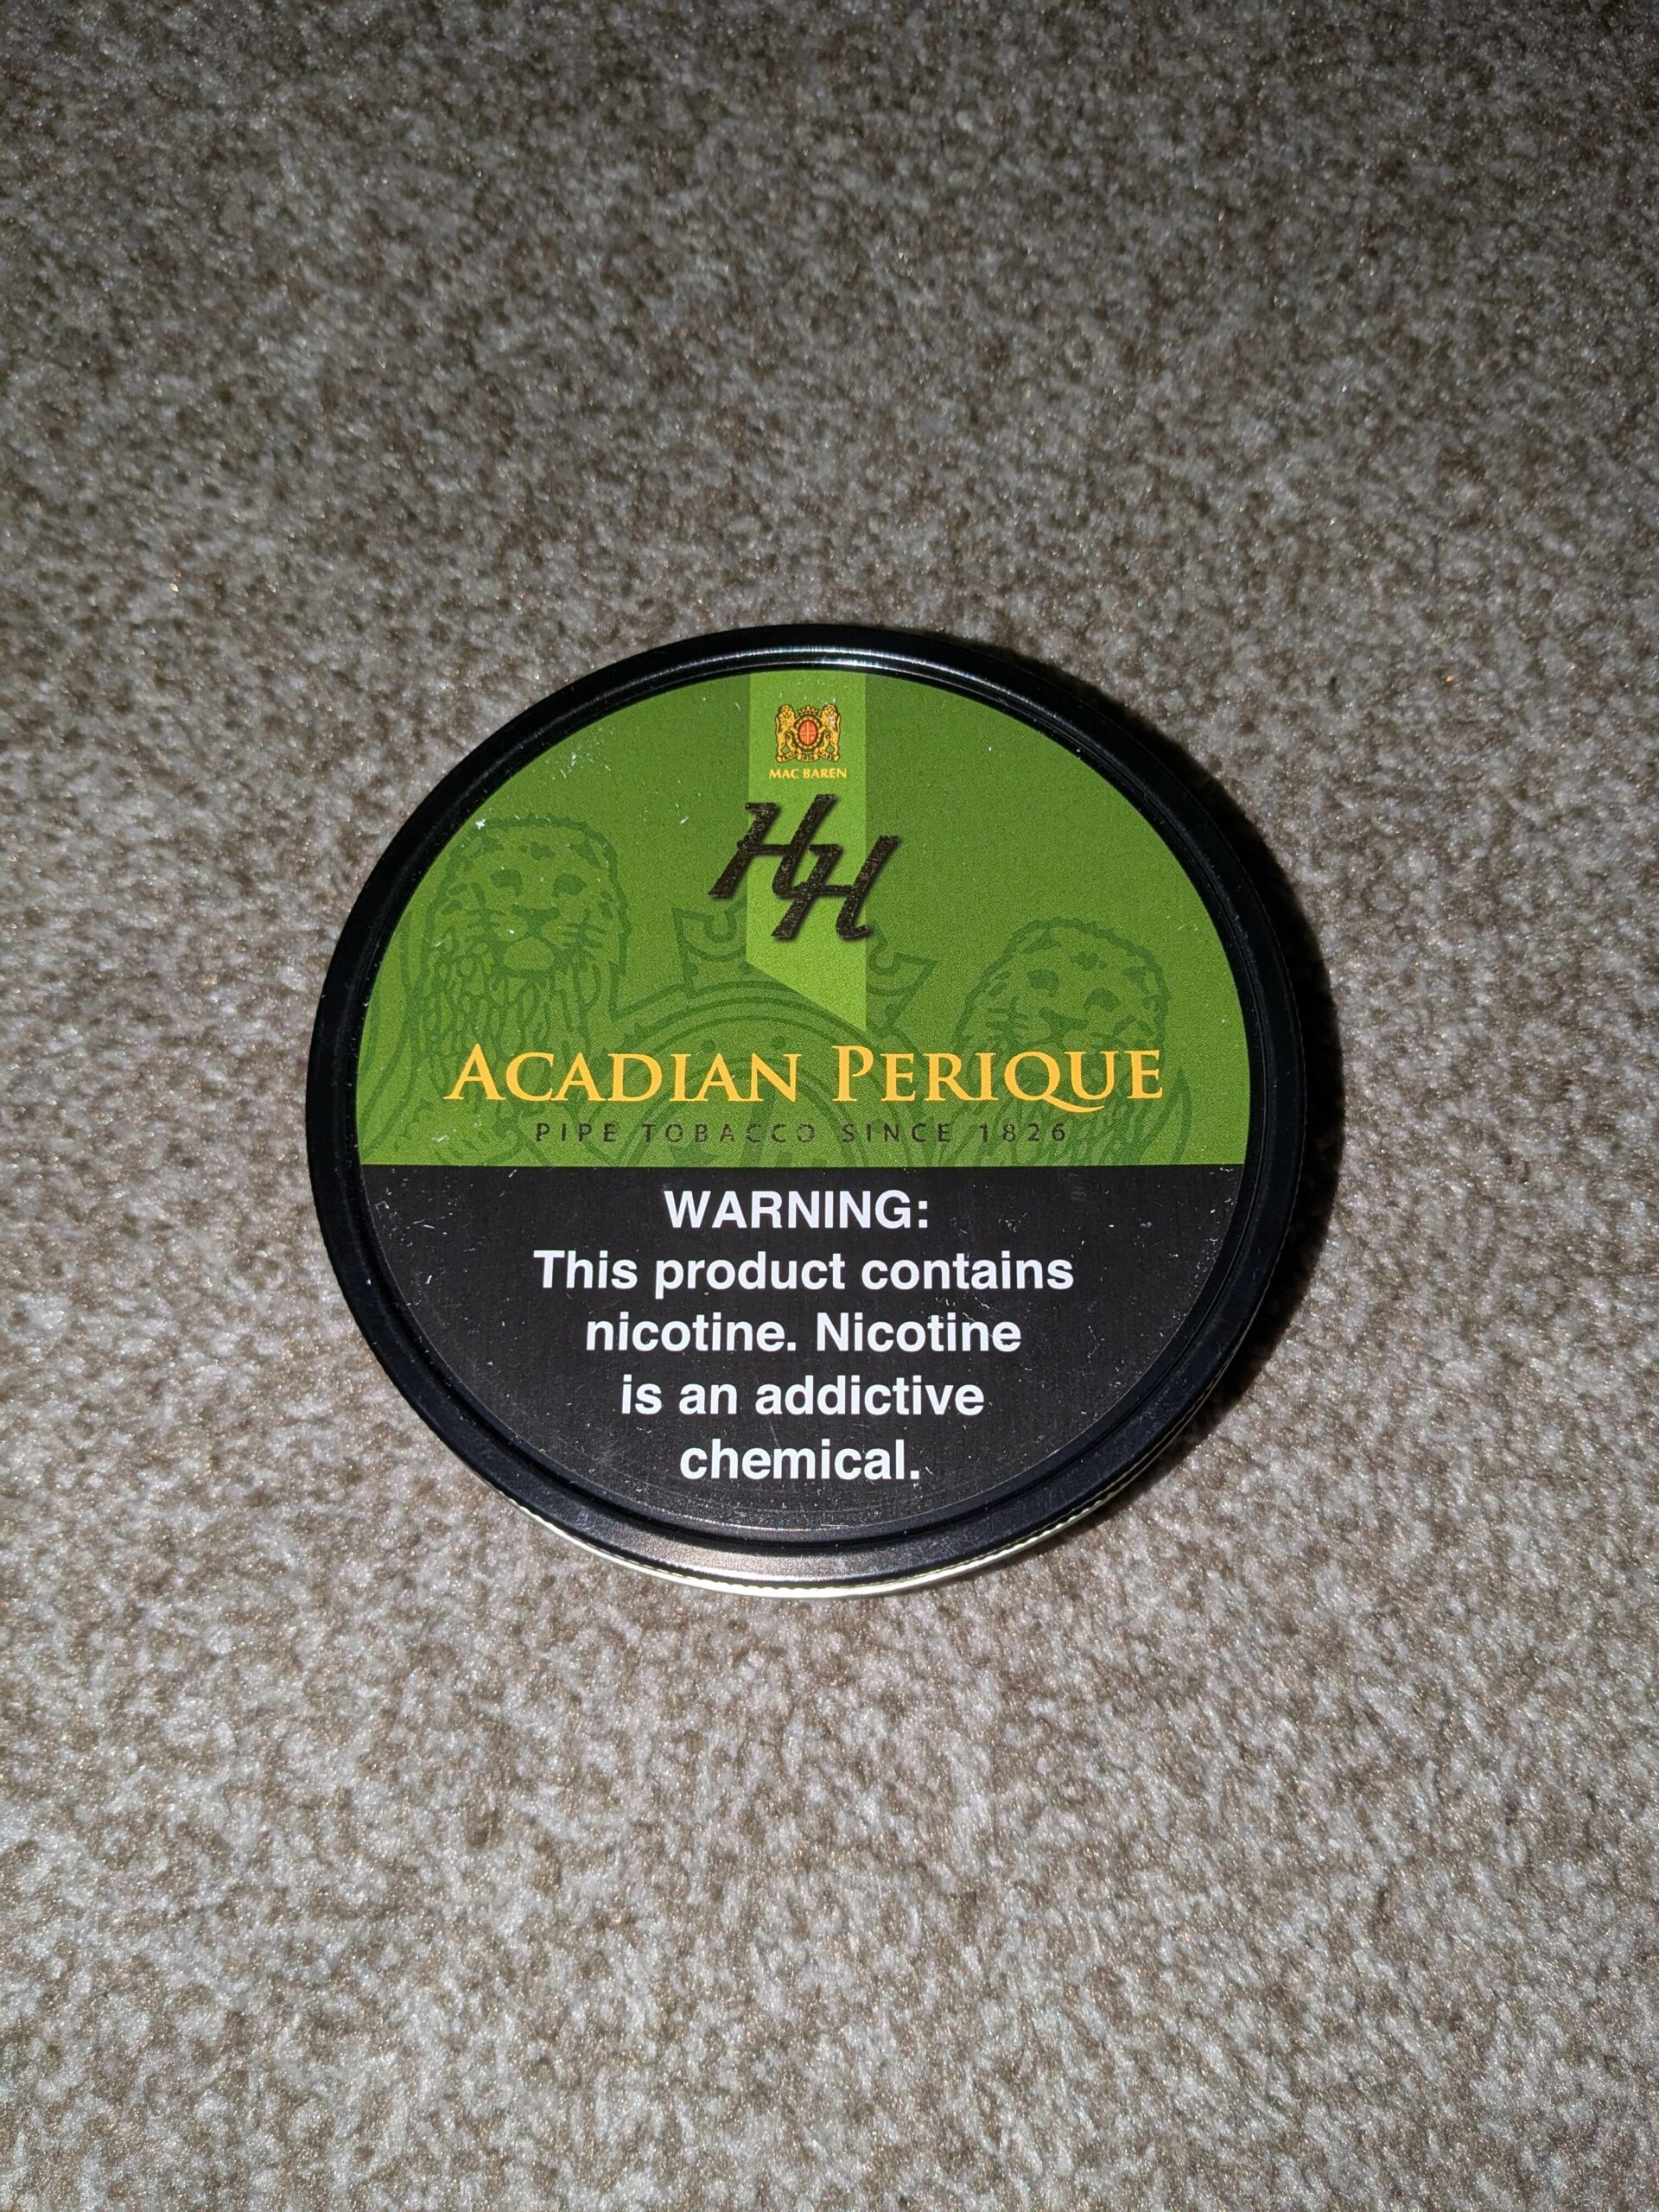 MAC BAREN
HH
ACADIAN PERIQUE
PIPE TOBACCO SINCE 1826
WARNING:
This product contains
nicotine. Nicotine
is an addictive
chemical.